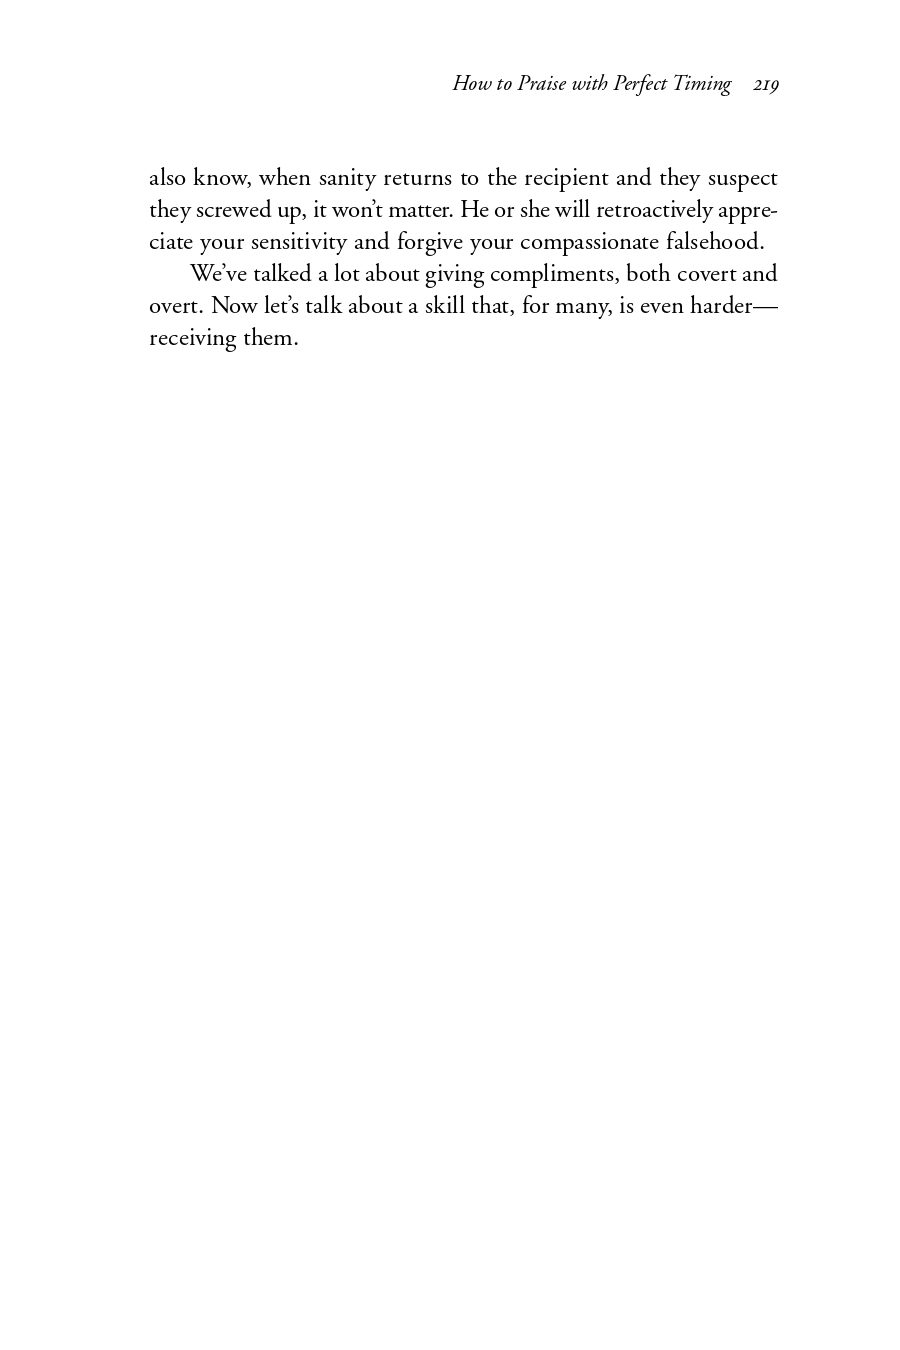 How to Praise with Perfect Timing 219
also know, when sanity returns to the recipient and they suspect
they screwed up, it won’t matter. He or she will retroactively appre-
ciate your sensitivity and forgive your compassionate falsehood.
We’ve talked a lot about giving compliments, both covert and
overt. Now let’s talk about a skill that, for many, is even harder—
receiving them.